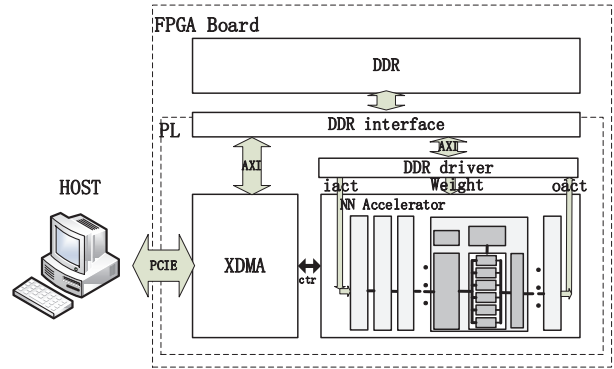 FPGA Board
DDR
PL
DDR interface
AXI
AXI
DDR driver
iact
Weight
oact
HOST
NN Accelerator
PCIE
XDMA
ctr